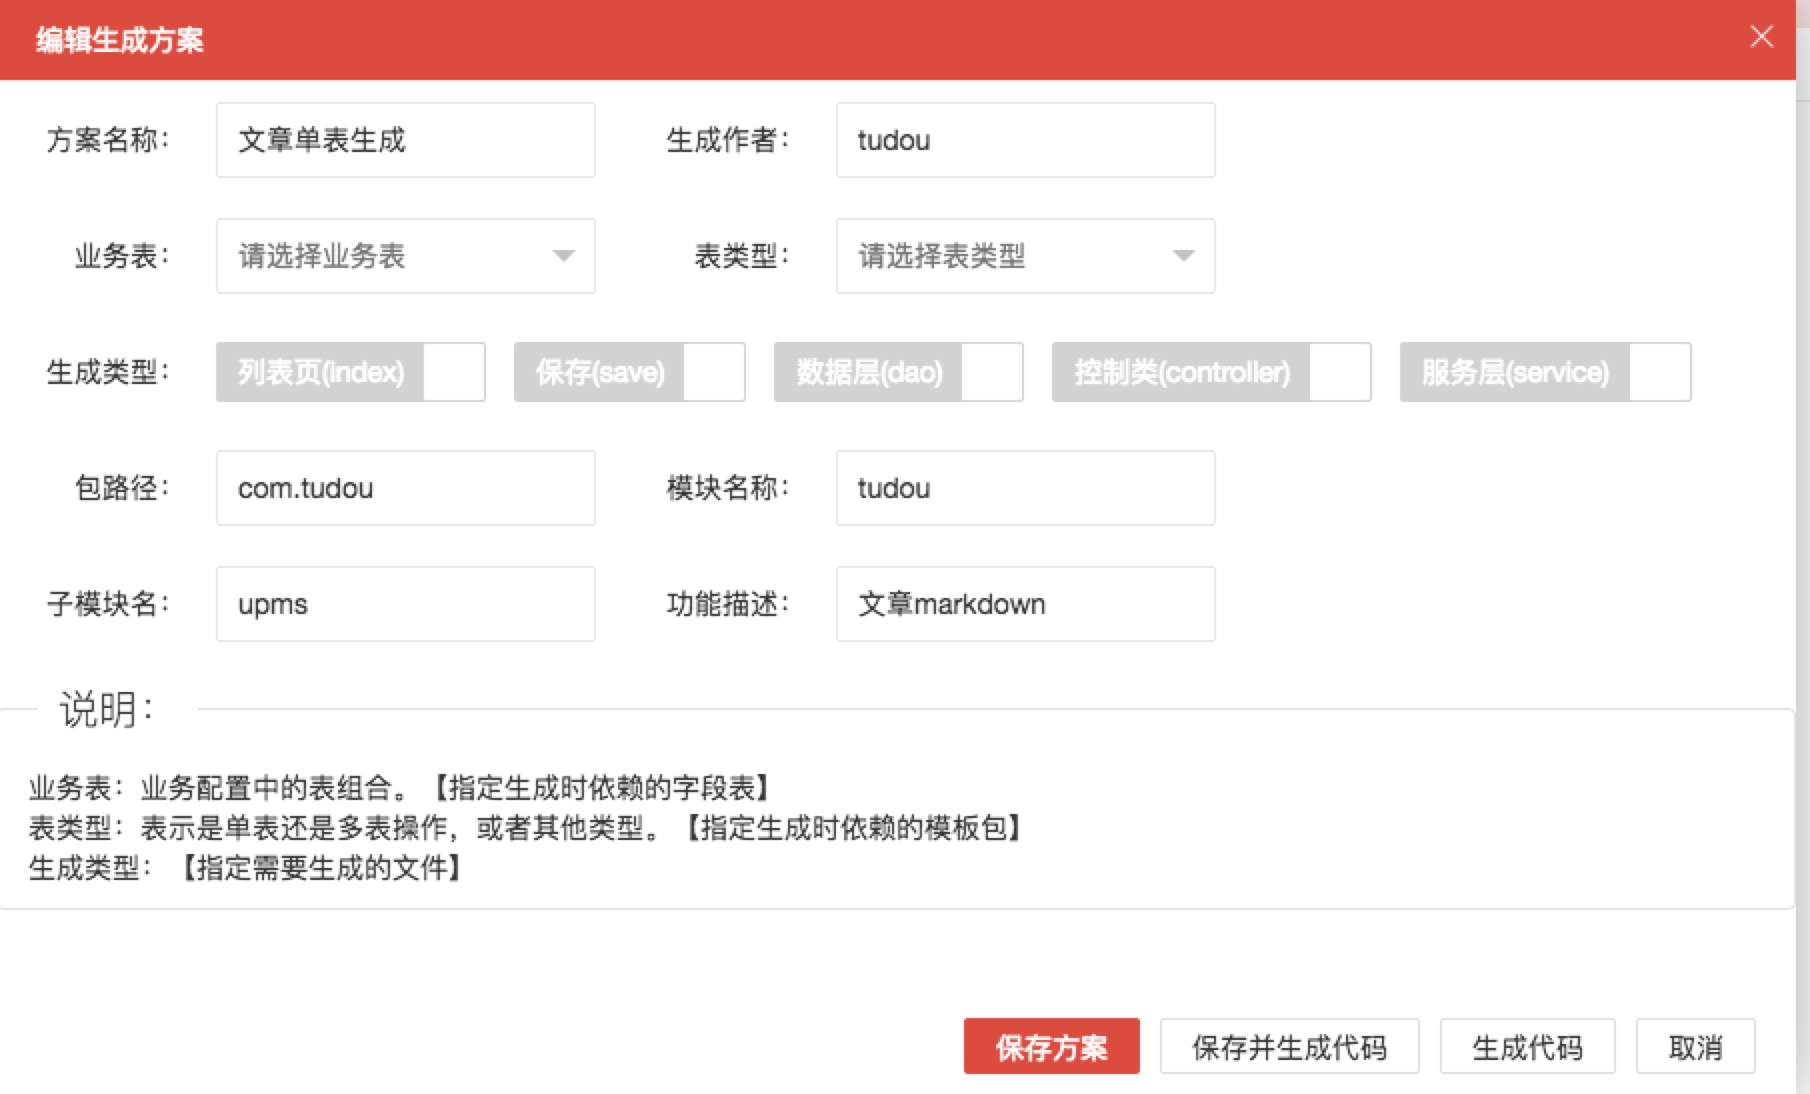 编辑生成方案
方案名称： 文章单表生成 生成作者： tudou
业务表： 请选择业务表 表类型： 请选择表类型
生成类型： 列表页(index) 保存(save) 数据层(dao) 控制类(controller) 服务层(service)
包路径： com.tudou 模块名称： tudou
子模块名： upms 功能描述： 文章markdown
说明：
业务表：业务配置中的表组合。【指定生成时依赖的字段表】
表类型：表示是单表还是多表操作，或者其他类型。【指定生成时依赖的模板包】
生成类型：【指定需要生成的文件】
保存方案 保存并生成代码 生成代码 取消